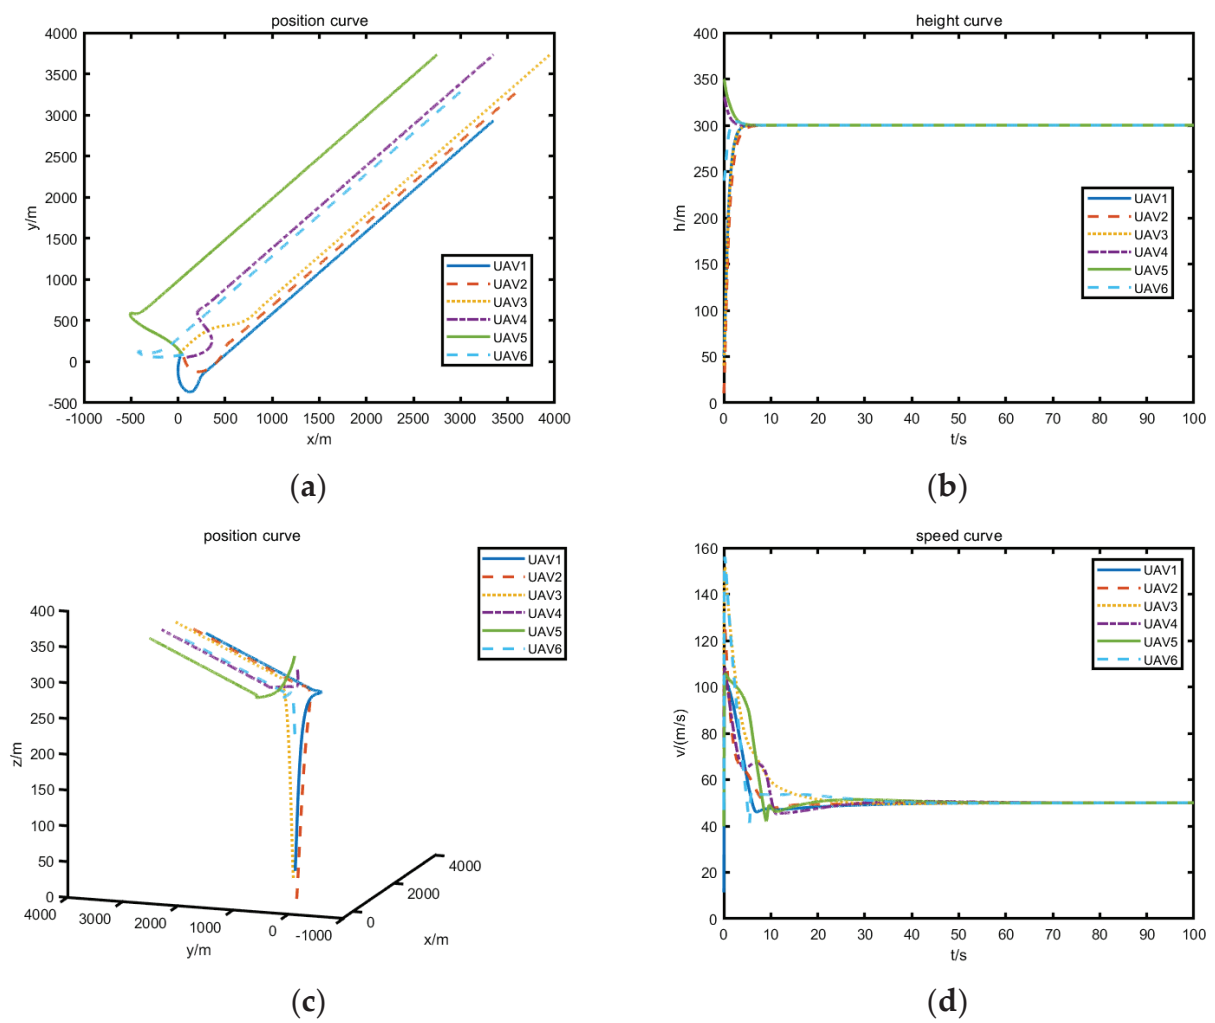 position curve
4000
3500
3000
2500
2000
1500
1000
500
0
-500
y/m
-1000 -500 0 500 1000 1500 2000 2500 3000 3500 4000
x/m
UAV1
UAV2
UAV3
UAV4
UAV5
UAV6
(a)
height curve
400
350
300
250
200
150
100
50
0
h/m
0 10 20 30 40 50 60 70 80 90 100
t/s
UAV1
UAV2
UAV3
UAV4
UAV5
UAV6
(b)
position curve
UAV1
UAV2
UAV3
UAV4
UAV5
UAV6
400
350
300
250
200
150
100
50
0
z/m
4000 3000 2000 1000 0 -1000
y/m
4000
2000
0
x/m
(c)
speed curve
160
140
120
100
80
60
40
20
0
v/(m/s)
0 10 20 30 40 50 60 70 80 90 100
t/s
UAV1
UAV2
UAV3
UAV4
UAV5
UAV6
(d)